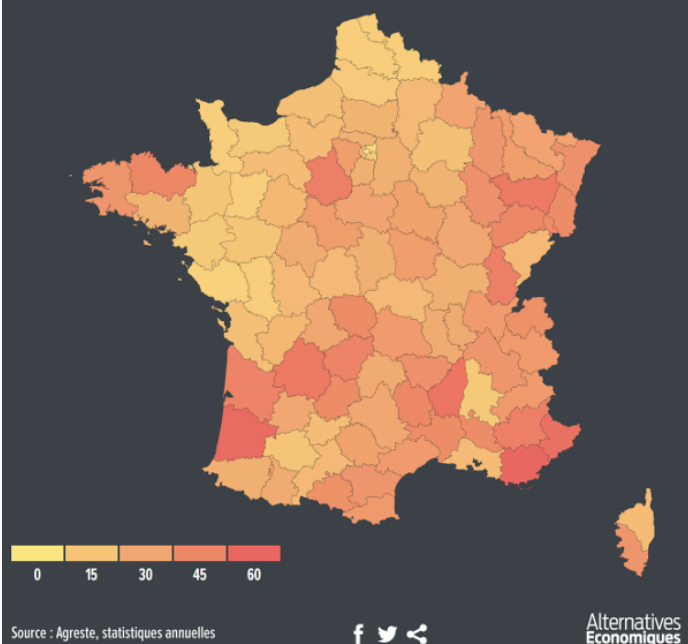 0 15 30 45 60
Source : Agreste, statistiques annuelles
Alternatives
Economiques